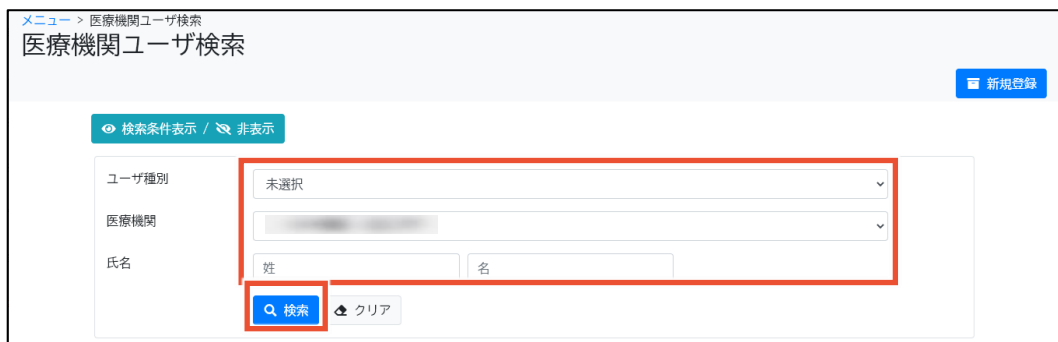 メニュー > 医療機関ユーザ検索
医療機関ユーザ検索
新規登録
検索条件表示 / 非表示
ユーザ種別 未選択
医療機関
氏名 姓 名
検索 クリア